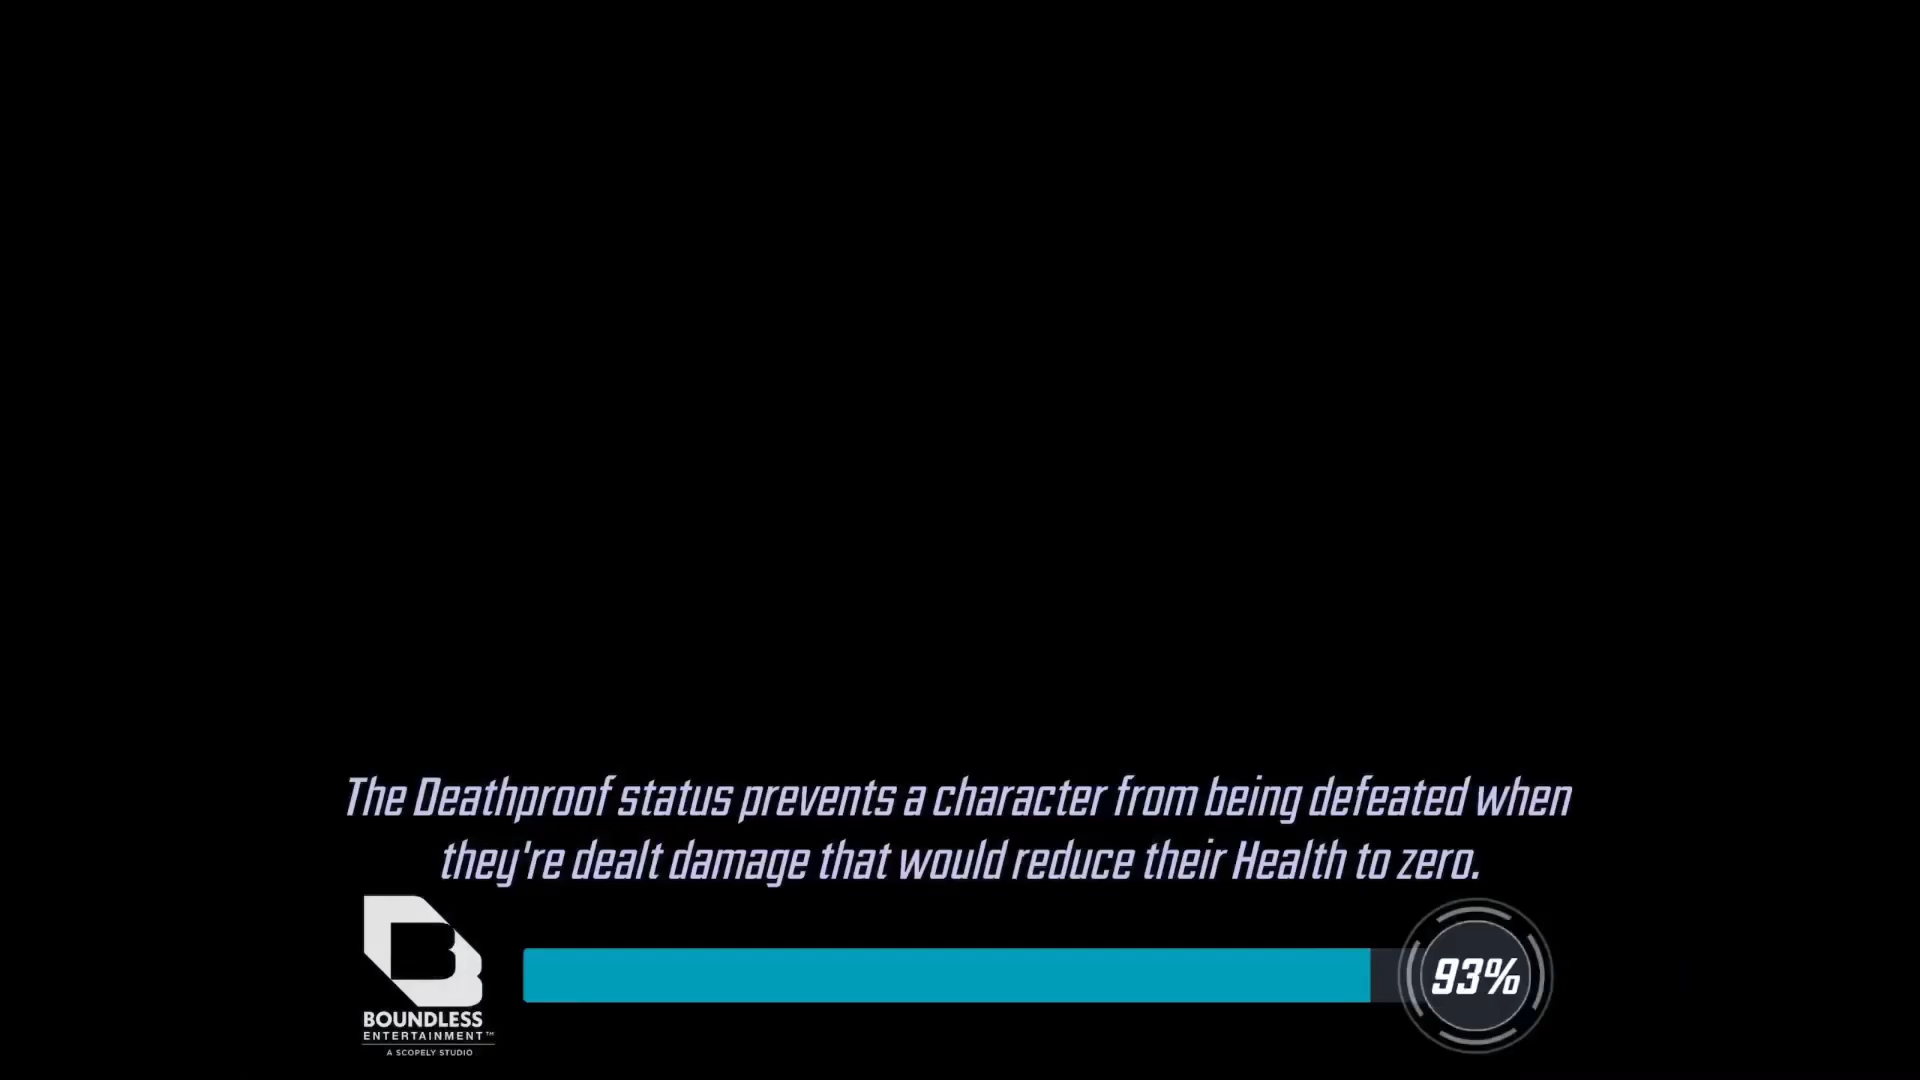 The Deathproof status prevents a character from being defeated when
they're dealt damage that would reduce their Health to zero.
93%
BOUNDLESS
ENTERTAINMENT™
A SCOPELY STUDIO